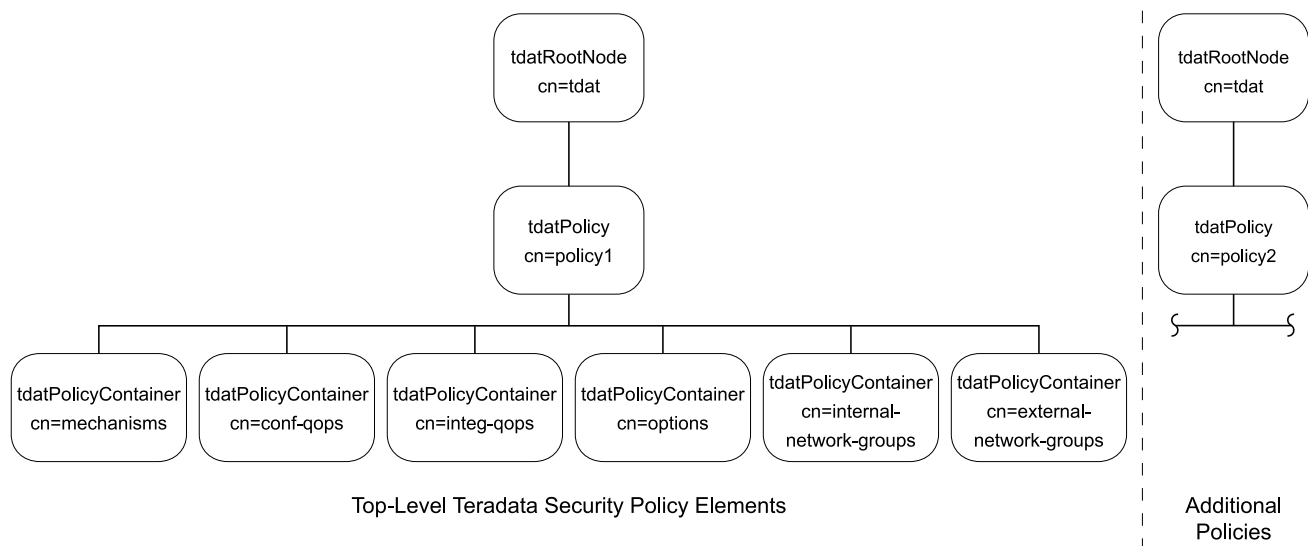 tdatRootNode
cn=tdat
tdatPolicy
cn=policy1
tdatPolicyContainer
cn=mechanisms
tdatPolicyContainer
cn=conf-qops
tdatPolicyContainer
cn=integ-qops
tdatPolicyContainer
cn=options
tdatPolicyContainer
cn=internal-
network-groups
tdatPolicyContainer
cn=external-
network-groups
Top-Level Teradata Security Policy Elements
tdatRootNode
cn=tdat
tdatPolicy
cn=policy2
Additional
Policies